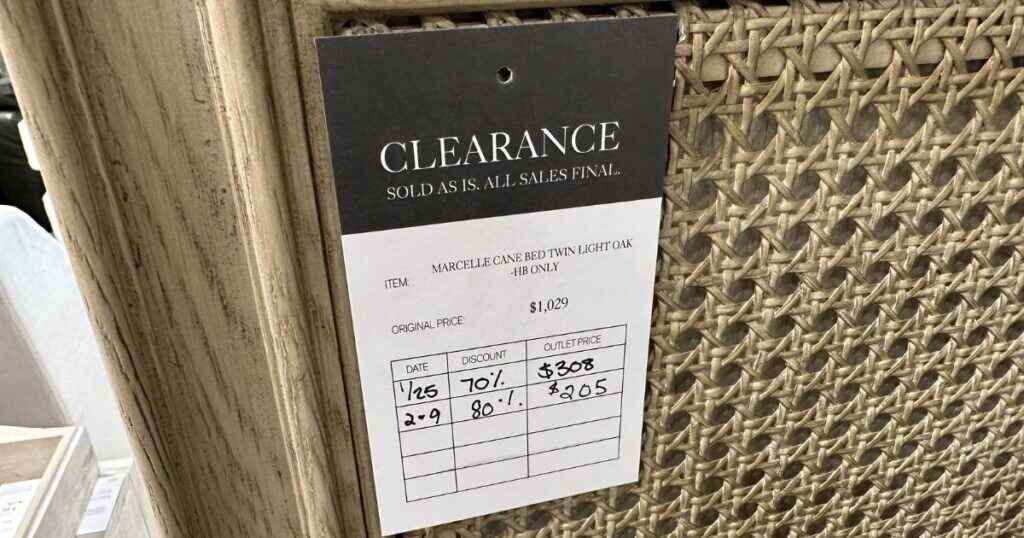 CLEARANCE
SOLD AS IS. ALL SALES FINAL.
ITEM: MARCELLE CANE BED TWIN LIGHT OAK
-HB ONLY
ORIGINAL PRICE: $1,029
DATE DISCOUNT OUTLET PRICE
1/25 70% $308
2-9 80% $205